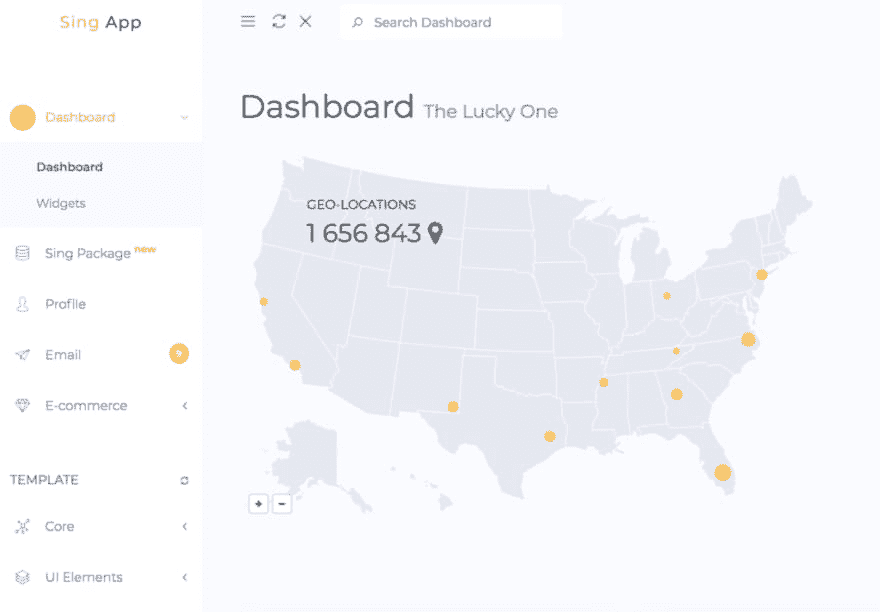 Sing App
Search Dashboard
Dashboard
Dashboard
Widgets
Sing Package new
Profile
Email 9
E-commerce
TEMPLATE
Core
UI Elements
Dashboard The Lucky One
GEO-LOCATIONS
1 656 843
+ -